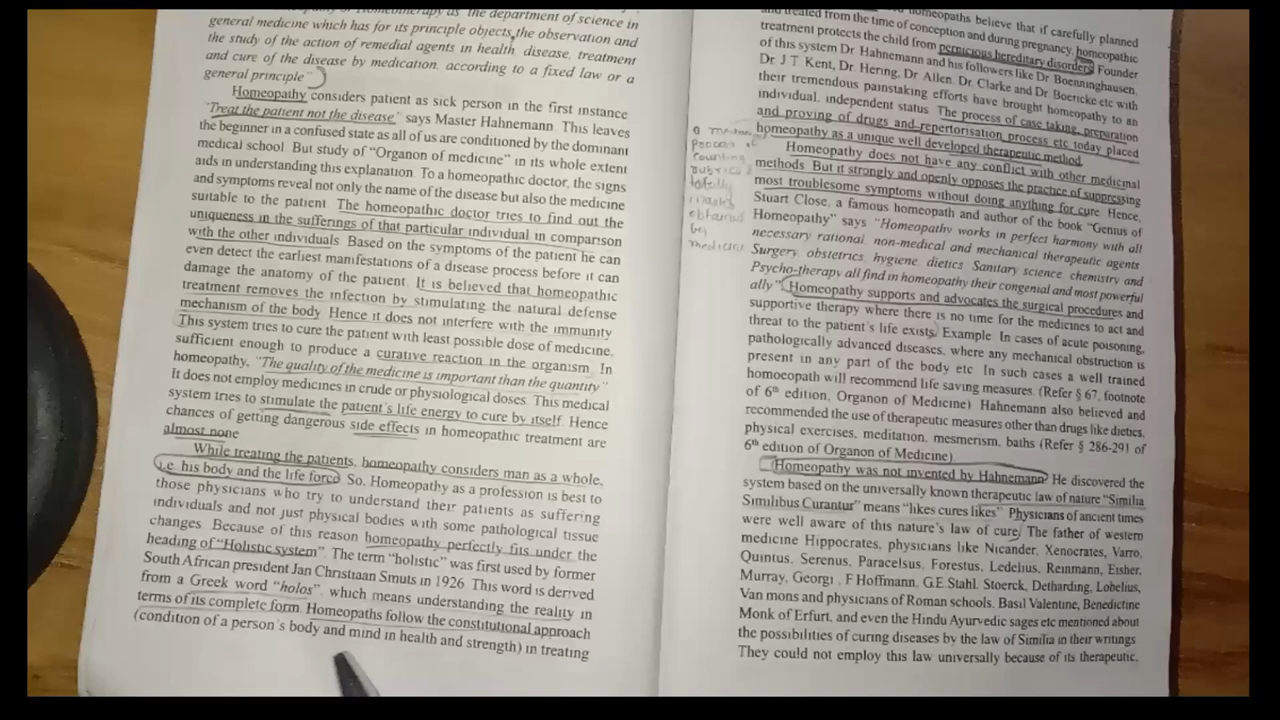 as the department of science in
general medicine which has for its principle objects, the observation and
the study of the action of remedial agents in health, disease, treatment
and cure of the disease by medication, according to a fixed law or a
general principle"
Homeopathy considers patient as sick person in the first instance
"Treat the patient not the disease" says Master Hahnemann. This leaves
the beginner in a confused state as all of us are conditioned by the dominant
medical school. But study of "Organon of medicine" in its whole extent
aids in understanding this explanation. To a homeopathic doctor, the signs
and symptoms reveal not only the name of the disease but also the medicine
suitable to the patient. The homeopathic doctor tries to find out the
uniqueness in the sufferings of that particular individual in comparison
with the other individuals. Based on the symptoms of the patient he can
even detect the earliest manifestations of a disease process before it can
damage the anatomy of the patient. It is believed that homeopathic
treatment removes the infection by stimulating the natural defense
mechanism of the body. Hence it does not interfere with the immunity
This system tries to cure the patient with least possible dose of medicine,
sufficient enough to produce a curative reaction in the organism. In
homeopathy, "The quality of the medicine is important than the quantity"
It does not employ medicines in crude or physiological doses. This medical
system tries to stimulate the patient's life energy to cure by itself. Hence
chances of getting dangerous side effects in homeopathic treatment are
almost none
While treating the patients, homeopathy considers man as a whole,
i.e. his body and the life force. So, Homeopathy as a profession is best to
those physicians who try to understand their patients as suffering
individuals and not just physical bodies with some pathological tissue
changes. Because of this reason homeopathy perfectly fits under the
heading of "Holistic system". The term "holistic" was first used by former
South African president Jan Christiaan Smuts in 1926. This word is derived
from a Greek word "holos", which means understanding the reality in
terms of its complete form. Homeopaths follow the constitutional approach
(condition of a person's body and mind in health and strength) in treating
homeopaths believe that if carefully planned
and treated from the time of conception and during pregnancy, homeopathic
treatment protects the child from pernicious hereditary disorders. Founder
of this system Dr Hahnemann and his followers like Dr Boenninghausen,
Dr. J T Kent, Dr. Hering, Dr Allen, Dr. Clarke and Dr Boericke etc with
their tremendous painstaking efforts have brought homeopathy to an
individual, independent status. The process of case taking, preparation
and proving of drugs and repertorisation process etc today placed
homeopathy as a unique well developed therapeutic method.
Homeopathy does not have any conflict with other medicinal
methods. But it strongly and openly opposes the practice of suppressing
most troublesome symptoms without doing anything for cure. Hence,
Stuart Close, a famous homeopath and author of the book "Genius of
Homeopathy" says "Homeopathy works in perfect harmony with all
necessary rational, non-medical and mechanical therapeutic agents
Surgery, obstetrics, hygiene, dietics, Sanitary science, chemistry and
Psycho-therapy all find in homeopathy their congenial and most powerful
ally" Homeopathy supports and advocates the surgical procedures and
supportive therapy where there is no time for the medicines to act and
threat to the patient's life exists. Example. In cases of acute poisoning,
pathologically advanced diseases, where any mechanical obstruction is
present in any part of the body etc. In such cases a well trained
homoeopath will recommend life saving measures. (Refer § 67, footnote
of 6th edition, Organon of Medicine) Hahnemann also believed and
recommended the use of therapeutic measures other than drugs like dietics,
physical exercises, meditation, mesmerism, baths (Refer § 286-291 of
6th edition of Organon of Medicine)
Homeopathy was not invented by Hahnemann. He discovered the
system based on the universally known therapeutic law of nature "Similia
Similibus Curantur" means "likes cures likes" Physicians of ancient times
were well aware of this nature's law of cure. The father of western
medicine Hippocrates, physicians like Nicander, Xenocrates, Varro,
Quintus, Serenus, Paracelsus, Forestus, Ledelius, Reinmann, Etsher,
Murray, Georgi, F Hoffmann, G.E Stahl, Stoerck, Detharding, Lobelius,
Van mons and physicians of Roman schools, Basil Valentine, Benedictine
Monk of Erfurt, and even the Hindu Ayurvedic sages etc mentioned about
the possibilities of curing diseases by the law of Similia in their writings
They could not employ this law universally because of its therapeutic,
a
Process of
Counting
rubrics &
totally
marks
obtained
by
medicine